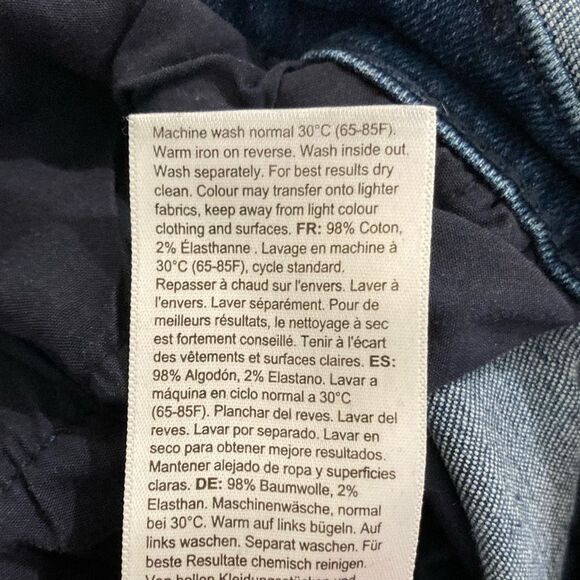 Machine wash normal 30°C (65-85F).
Warm iron on reverse. Wash inside out.
Wash separately. For best results dry
clean. Colour may transfer onto lighter
fabrics, keep away from light colour
clothing and surfaces. FR: 98% Coton,
2% Élasthanne . Lavage en machine à
30°C (65-85F), cycle standard.
Repasser à chaud sur l'envers. Laver à
l'envers. Laver séparément. Pour de
meilleurs résultats, le nettoyage à sec
est fortement conseillé. Tenir à l'écart
des vêtements et surfaces claires. ES:
98% Algodón, 2% Elastano. Lavar a
máquina en ciclo normal a 30°C
(65-85F). Planchar del reves. Lavar del
reves. Lavar por separado. Lavar en
seco para obtener mejore resultados.
Mantener alejado de ropa y superficies
claras. DE: 98% Baumwolle, 2%
Elasthan. Maschinenwäsche, normal
bei 30°C. Warm auf links bügeln. Auf
links waschen. Separat waschen. Für
beste Resultate chemisch reinigen.
Von hellen Kleidungsstücken und